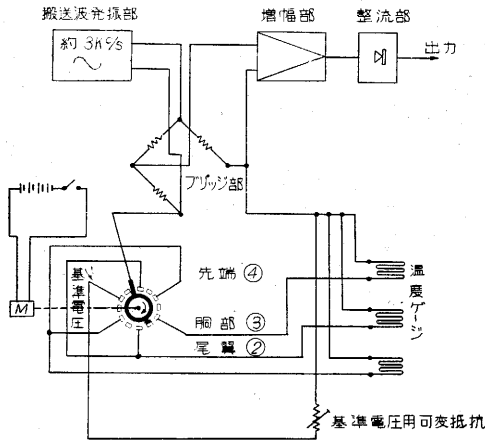 搬送波発振部
増幅部
整流部
約 3K c/s
出力
ブリッジ部
先端 ④
基準電圧
温度ゲージ
M
胴部 ③
尾翼 ②
基準電圧用可変抵抗